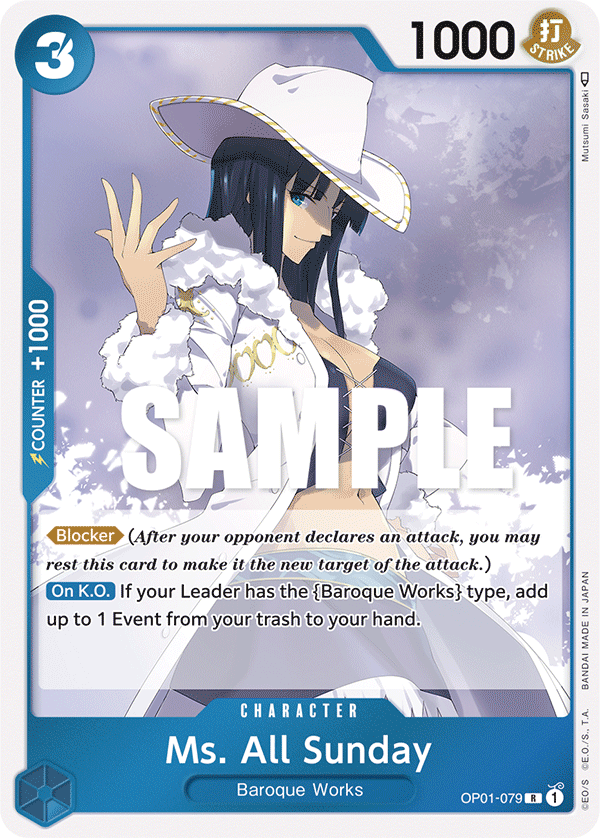 3
1000
打
STRIKE
Mutsumi Sasaki
COUNTER +1000
SAMPLE
Blocker (After your opponent declares an attack, you may
rest this card to make it the new target of the attack.)
On K.O. If your Leader has the {Baroque Works} type, add
up to 1 Event from your trash to your hand.
CHARACTER
Ms. All Sunday
Baroque Works
OP01-079 R 1
©EO/S ©E.O./S., T.A. BANDAI MADE IN JAPAN